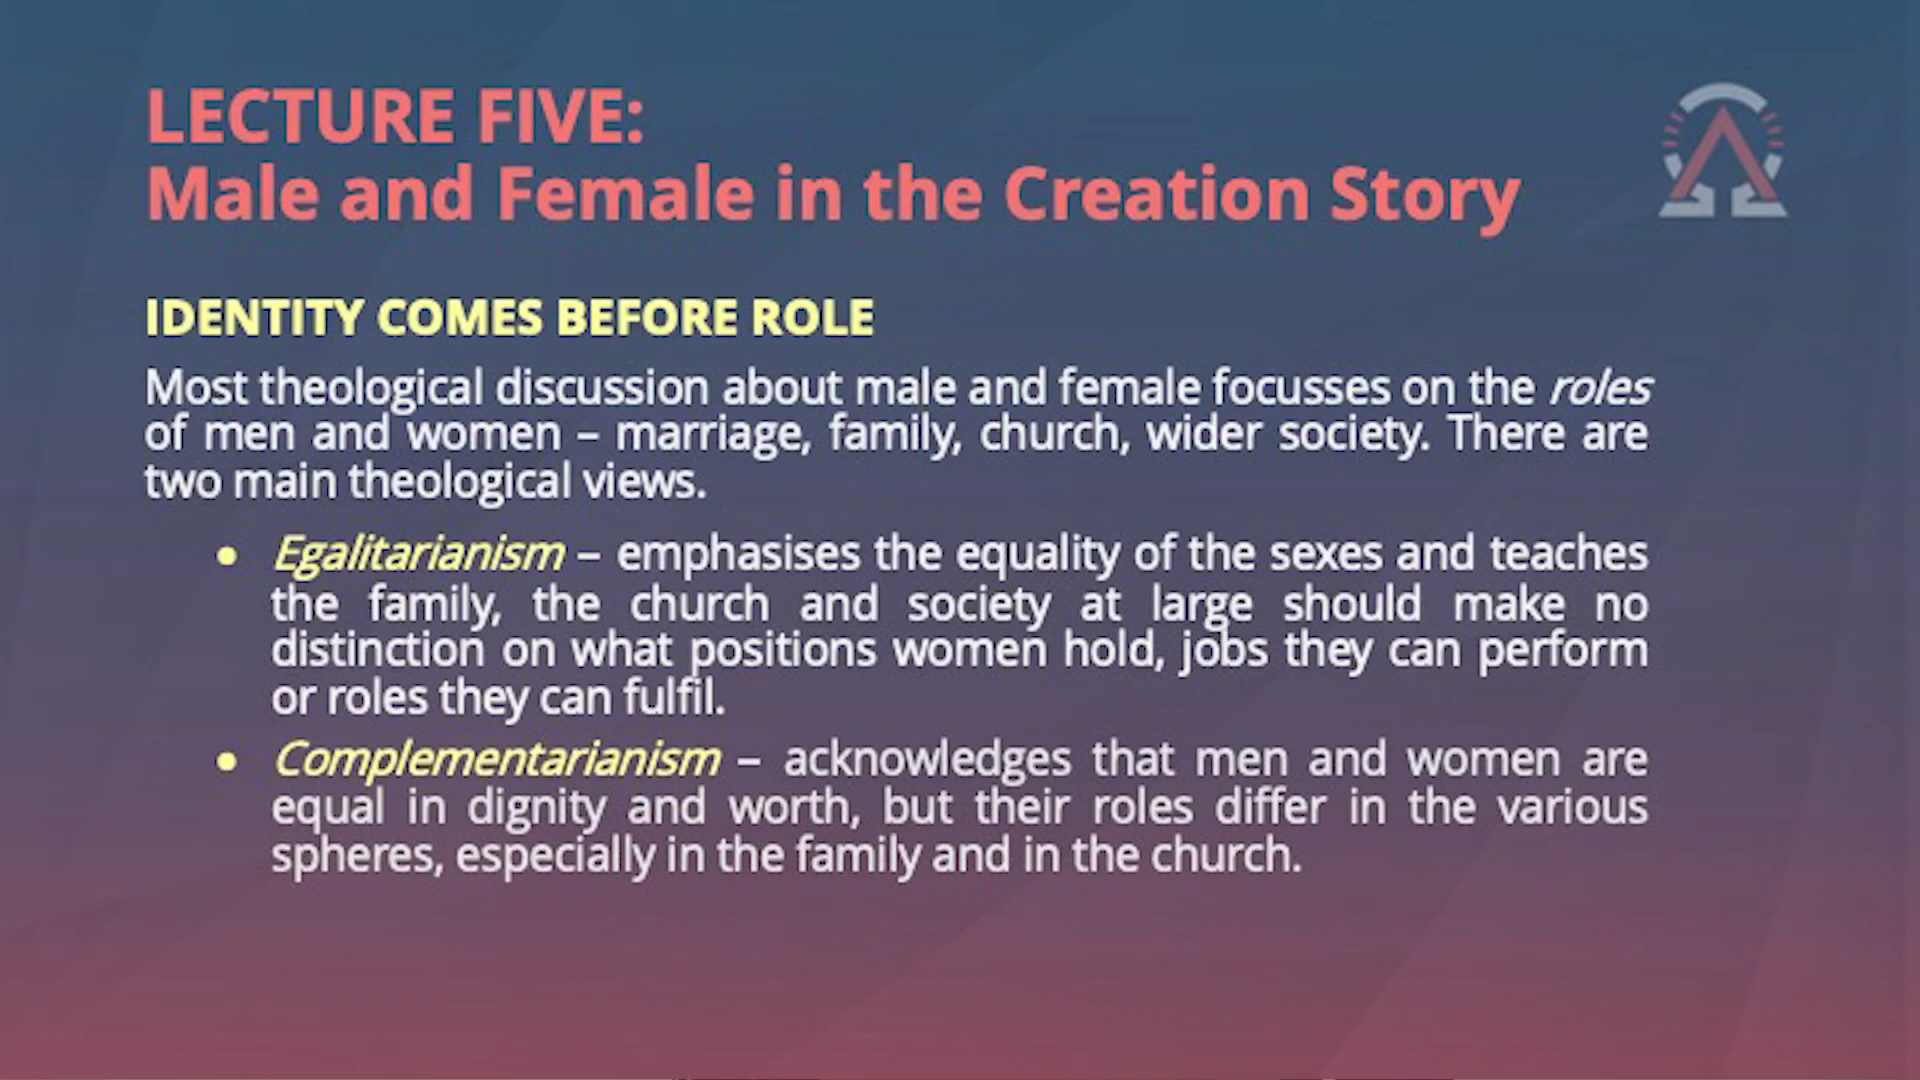 LECTURE FIVE:
Male and Female in the Creation Story
IDENTITY COMES BEFORE ROLE
Most theological discussion about male and female focusses on the roles
of men and women – marriage, family, church, wider society. There are
two main theological views.
• Egalitarianism – emphasises the equality of the sexes and teaches
the family, the church and society at large should make no
distinction on what positions women hold, jobs they can perform
or roles they can fulfil.
• Complementarianism – acknowledges that men and women are
equal in dignity and worth, but their roles differ in the various
spheres, especially in the family and in the church.